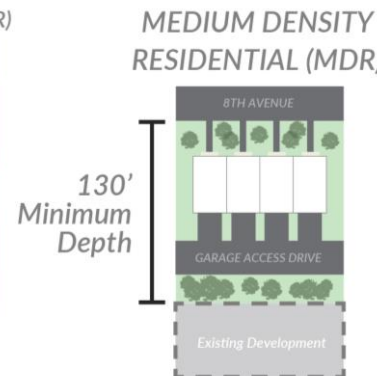 R)
MEDIUM DENSITY
RESIDENTIAL (MDR)
8TH AVENUE
130’
Minimum
Depth
GARAGE ACCESS DRIVE
Existing Development